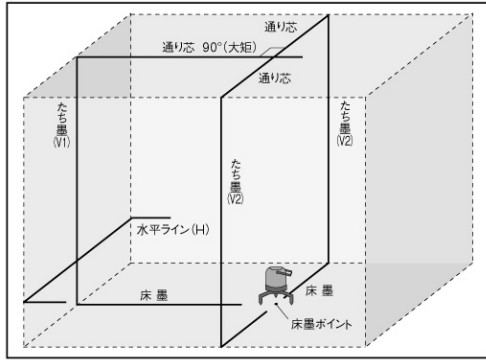 通り芯
通り芯 90°(大矩)
通り芯
たち墨
(V1)
たち墨
(V2)
たち墨
(V2)
水平ライン(H)
床 墨
床 墨
床墨ポイント